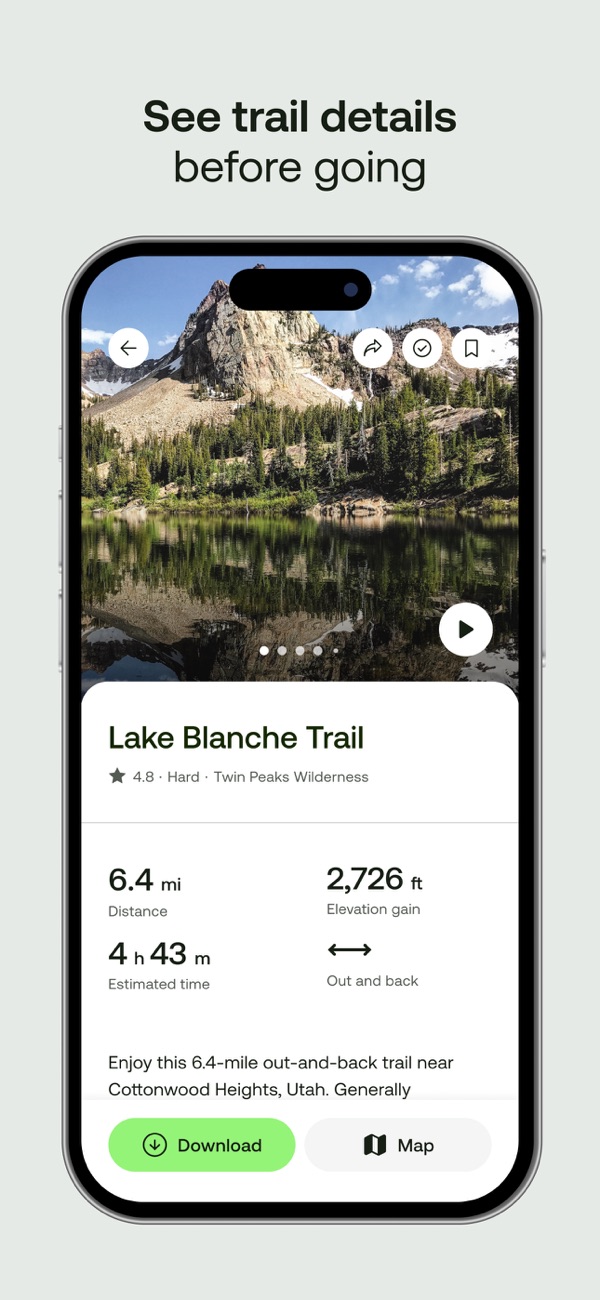 See trail details
before going
Lake Blanche Trail
4.8 · Hard · Twin Peaks Wilderness
6.4 mi
Distance
2,726 ft
Elevation gain
4 h 43 m
Estimated time
Out and back
Enjoy this 6.4-mile out-and-back trail near
Cottonwood Heights, Utah. Generally
Download
Map